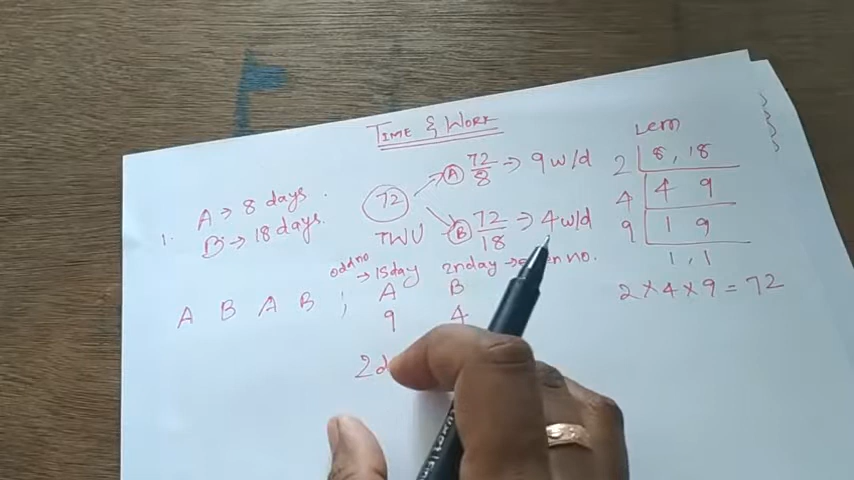 TIME & WORK
Lcm
2 | 8, 18
4 | 4 9
9 | 1 9
1, 1
2 X 4 X 9 = 72
1. A → 8 days.
B → 18 days.
72
TWU
A 72/8 → 9 w/d
B 72/18 → 4 w/d
odd no → 1st day 2nd day → no.
A B A B ; A B
9 4
2 d